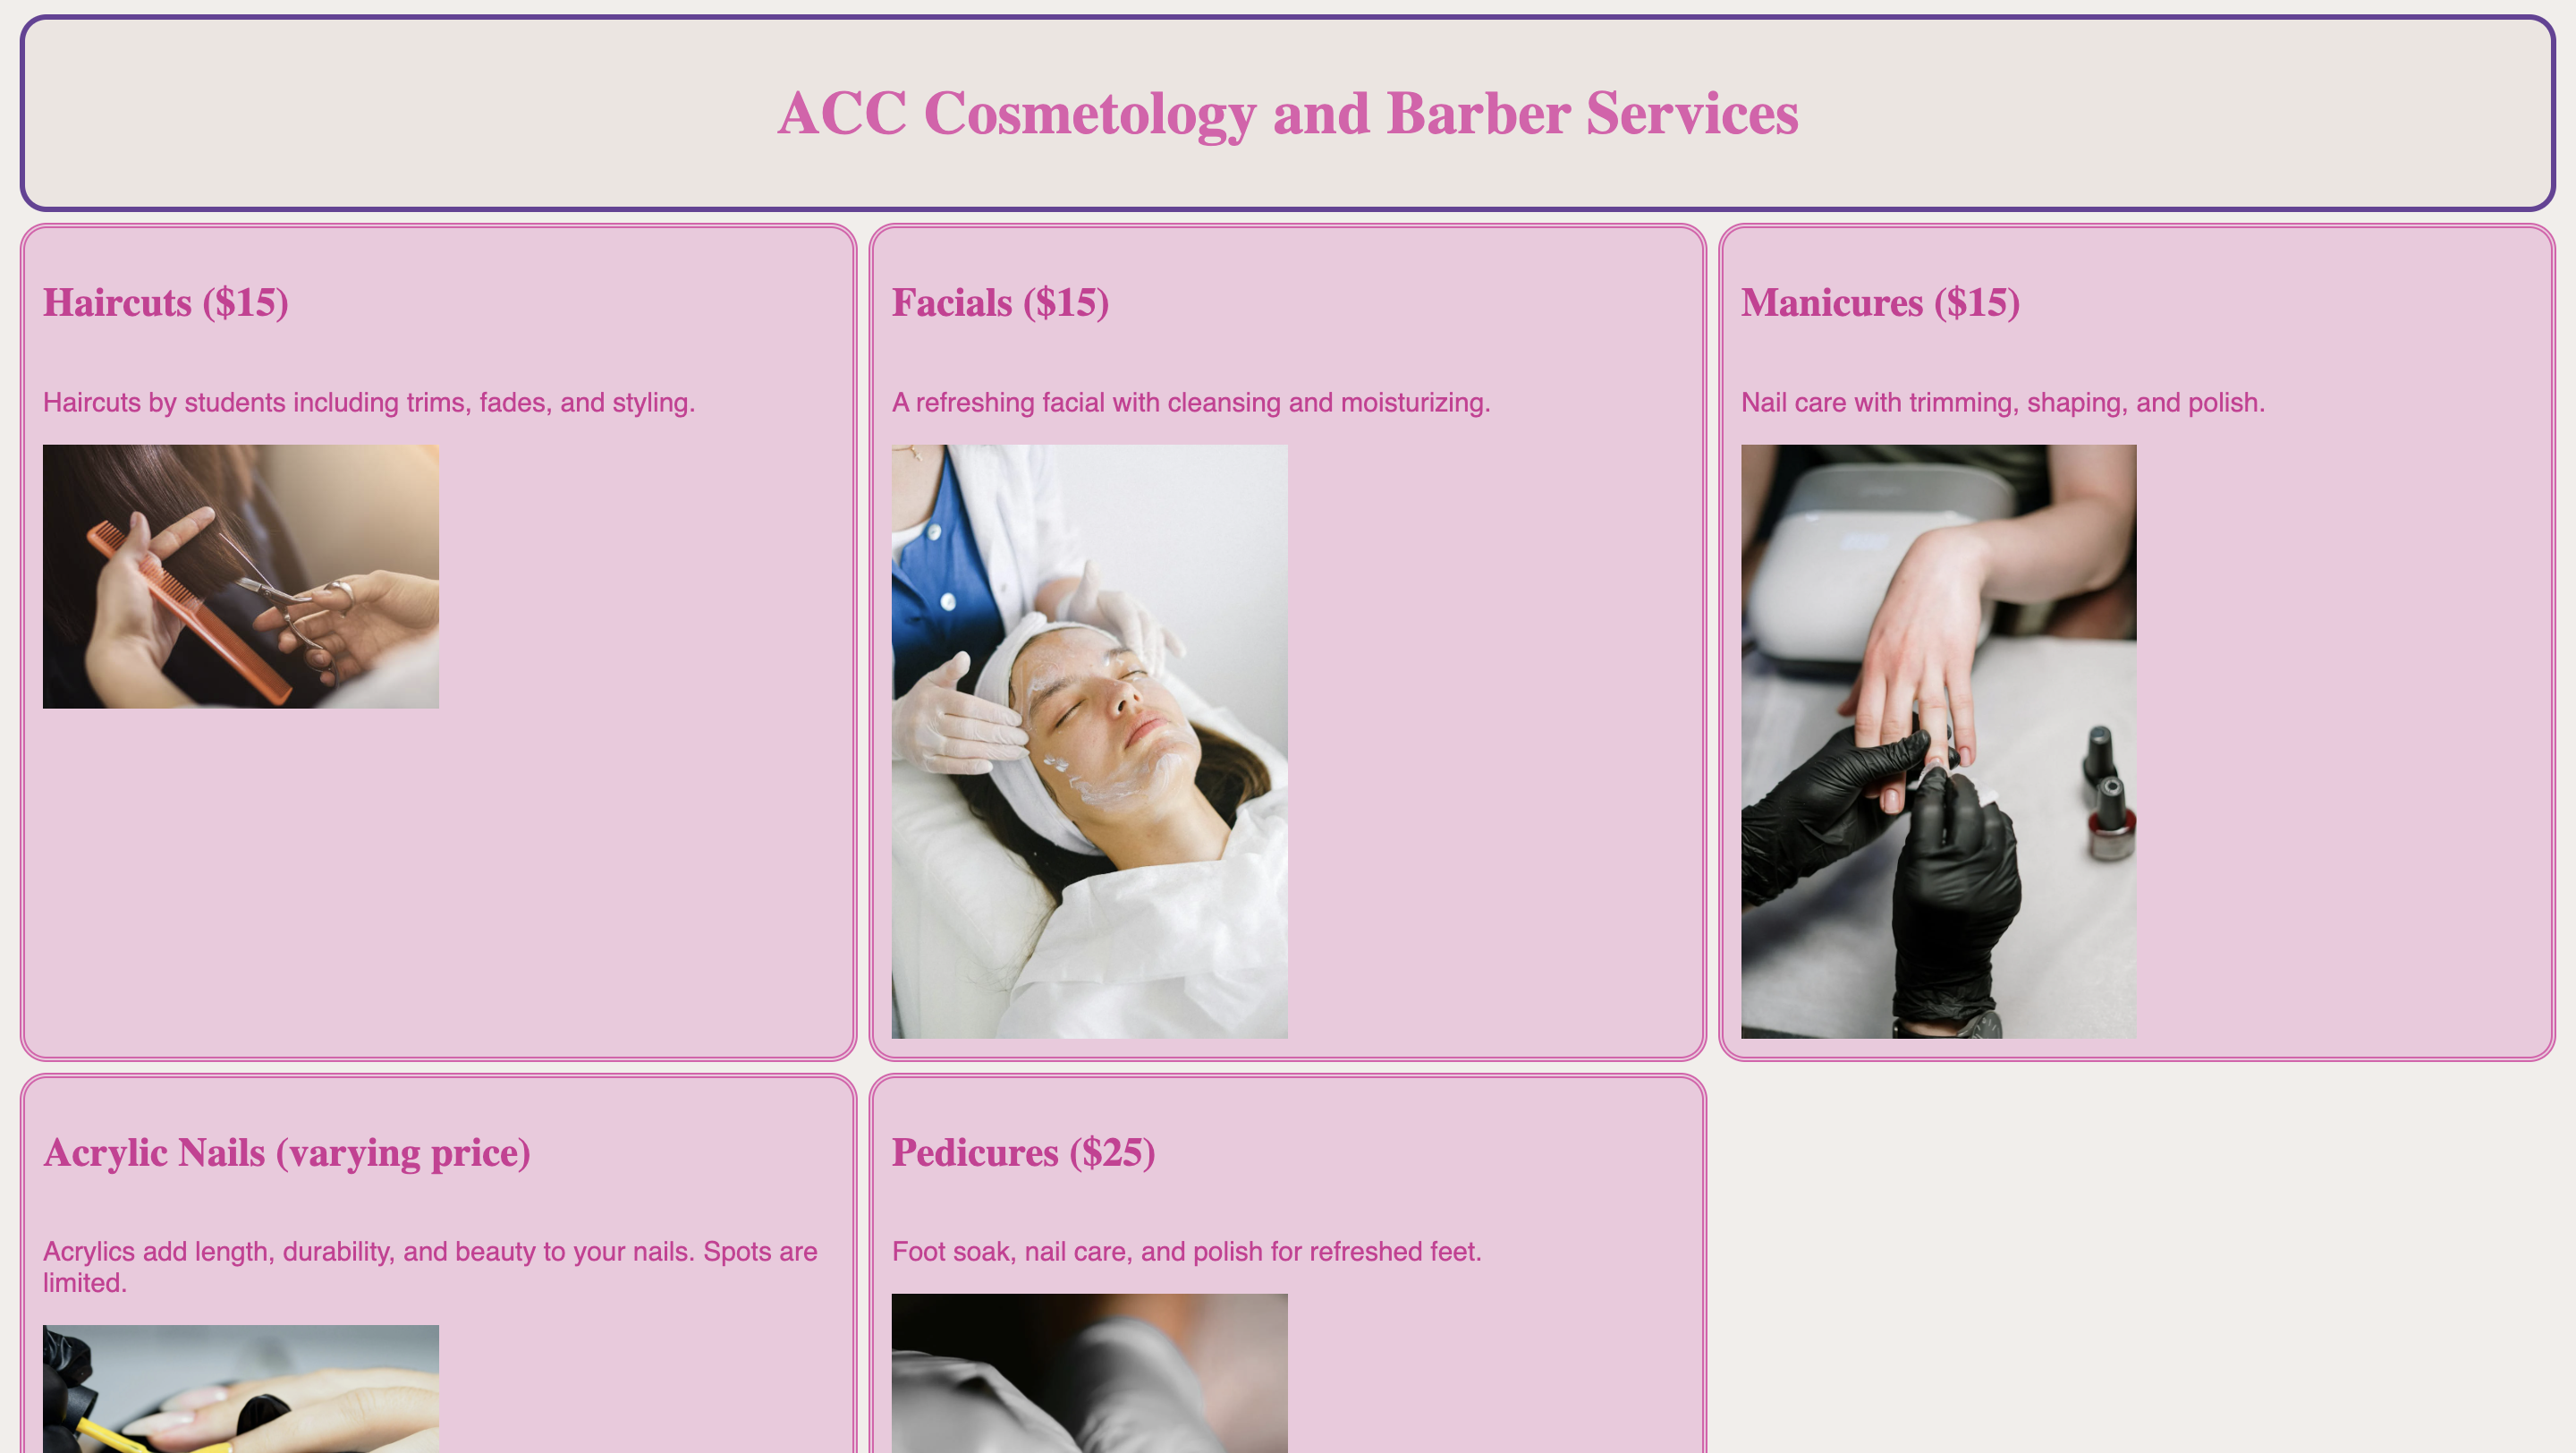 ACC Cosmetology and Barber Services
Haircuts ($15)
Haircuts by students including trims, fades, and styling.
Facials ($15)
A refreshing facial with cleansing and moisturizing.
Manicures ($15)
Nail care with trimming, shaping, and polish.
Acrylic Nails (varying price)
Acrylics add length, durability, and beauty to your nails. Spots are
limited.
Pedicures ($25)
Foot soak, nail care, and polish for refreshed feet.